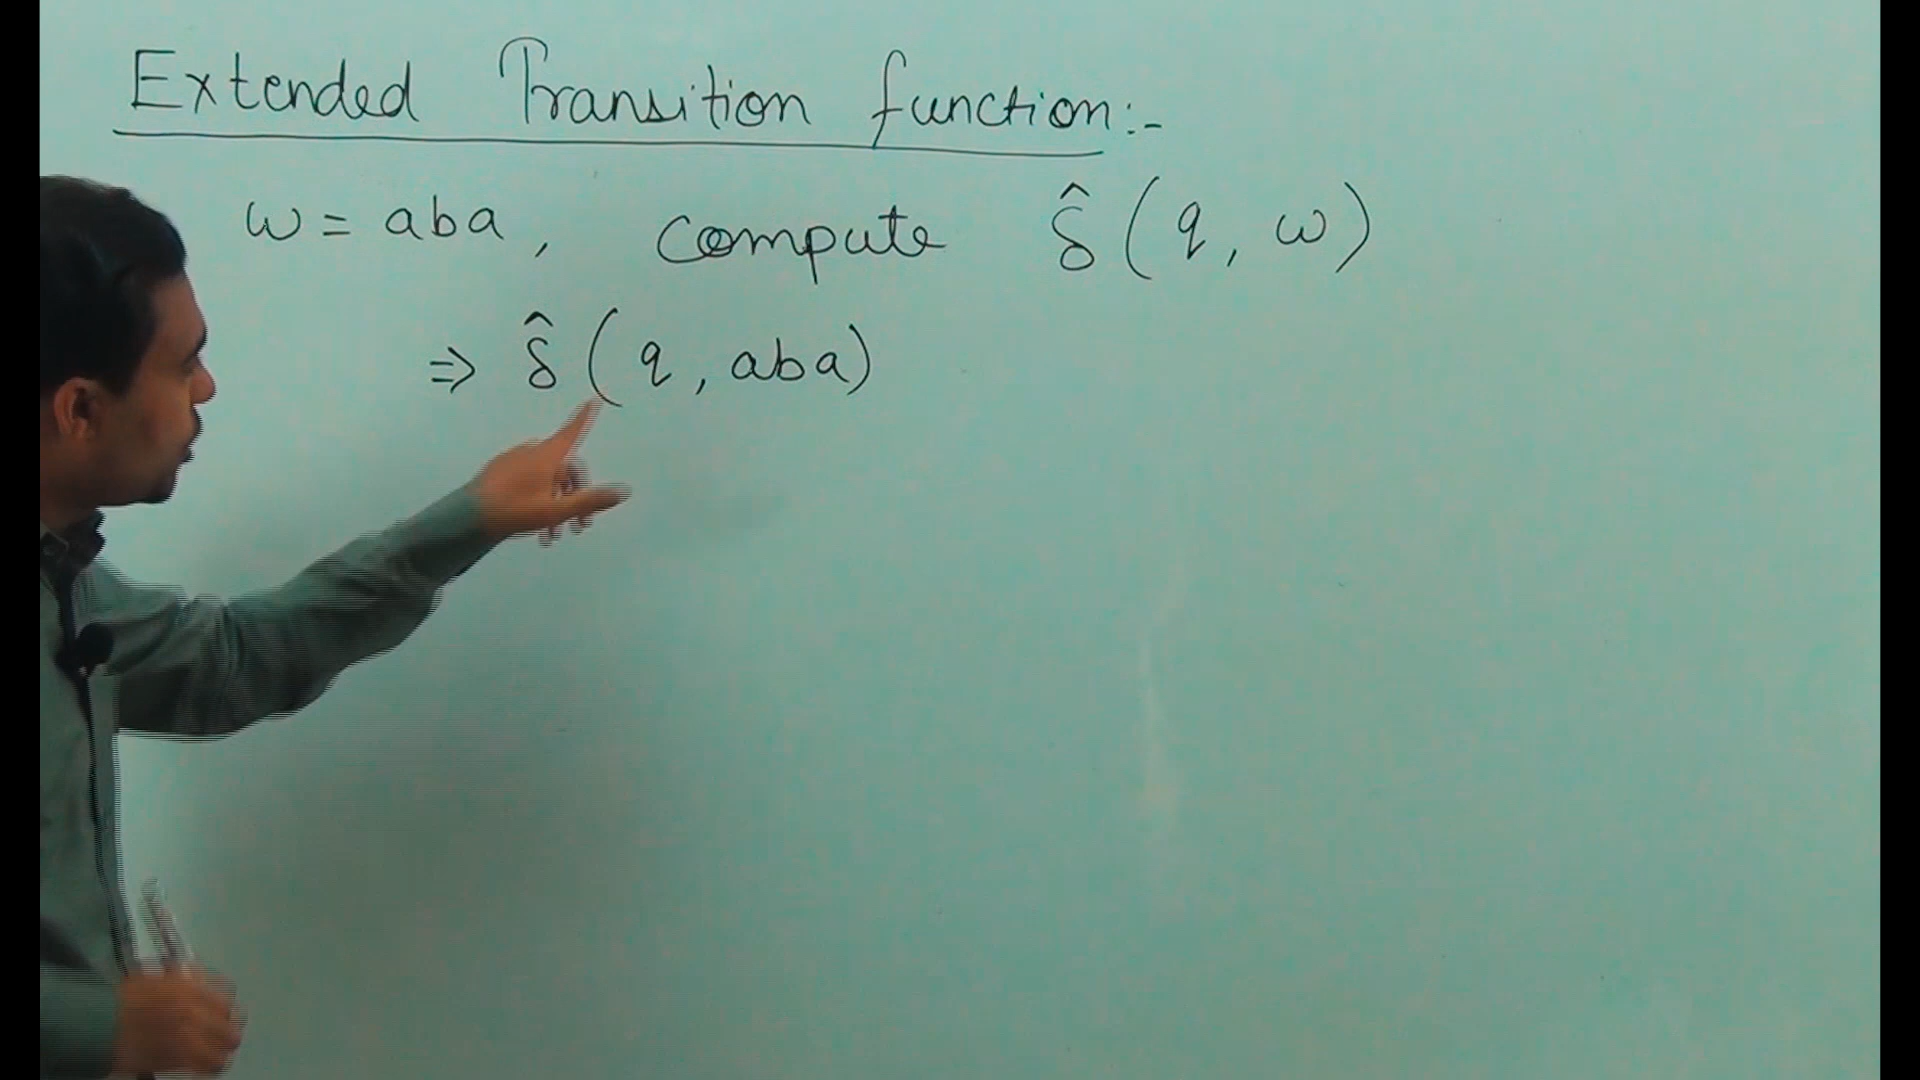 Extended Transition function:-
w = aba, compute δ̂(q, w)
⇒ δ̂(q, aba)